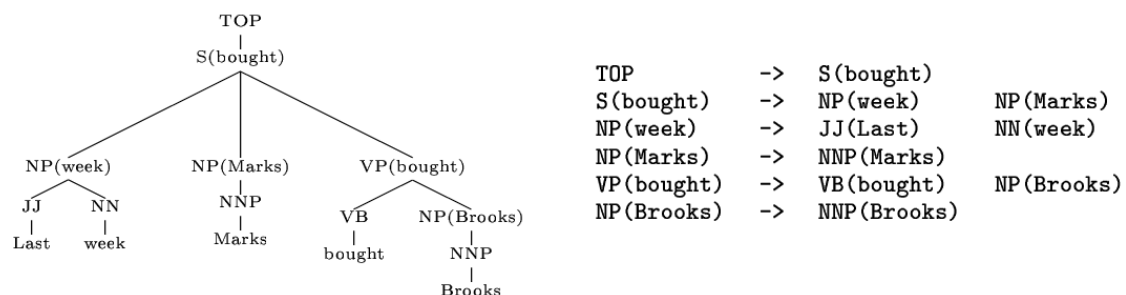 TOP
S(bought)
NP(week) NP(Marks) VP(bought)
JJ NN NNP VB NP(Brooks)
Last week Marks bought NNP
Brooks
TOP -> S(bought)
S(bought) -> NP(week) NP(Marks)
NP(week) -> JJ(Last) NN(week)
NP(Marks) -> NNP(Marks)
VP(bought) -> VB(bought) NP(Brooks)
NP(Brooks) -> NNP(Brooks)